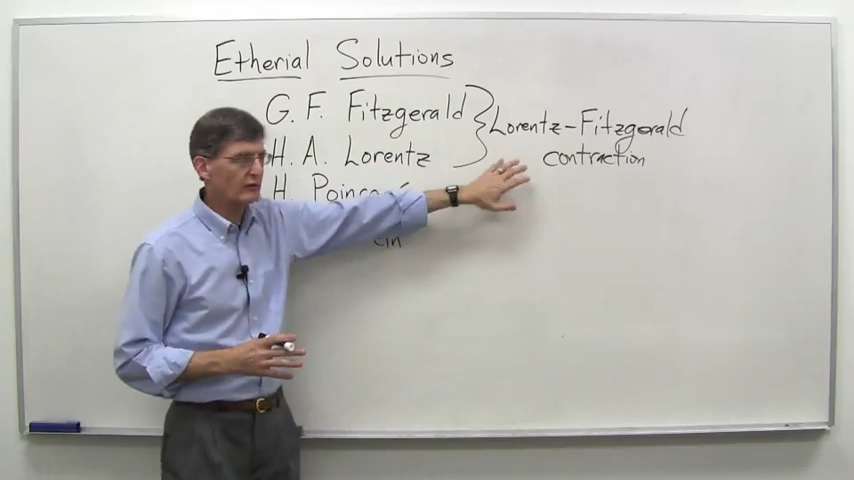 Etherial Solutions
G. F. Fitzgerald
H. A. Lorentz
Lorentz-Fitzgerald
contraction
H.